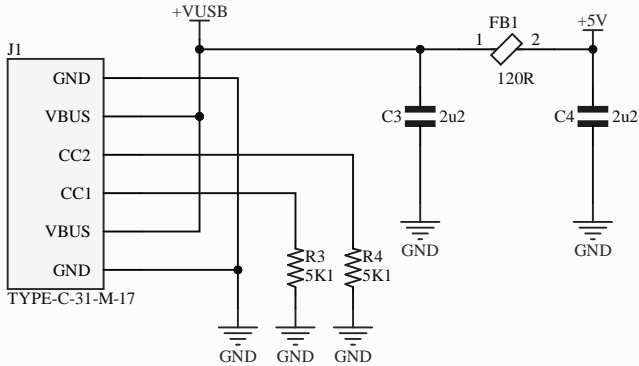 +VUSB
+5V
FB1
1
2
120R
J1
GND
VBUS
CC2
CC1
VBUS
GND
TYPE-C-31-M-17
C3
2u2
C4
2u2
GND
GND
R3
5K1
R4
5K1
GND
GND
GND